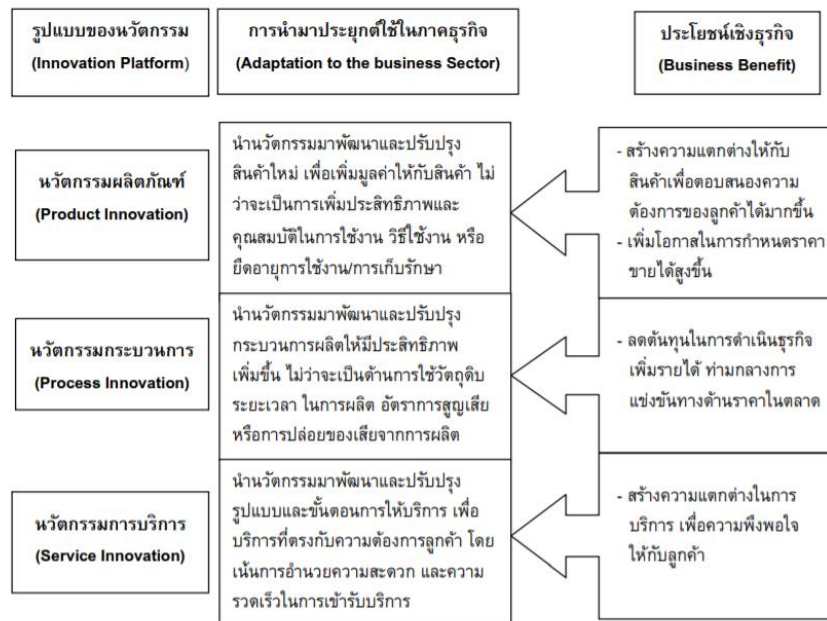 รูปแบบของนวัตกรรม
(Innovation Platform)
การนำมาประยุกต์ใช้ในภาคธุรกิจ
(Adaptation to the business Sector)
ประโยชน์เชิงธุรกิจ
(Business Benefit)
นวัตกรรมผลิตภัณฑ์
(Product Innovation)
นำนวัตกรรมมาพัฒนาและปรับปรุง
สินค้าใหม่ เพื่อเพิ่มมูลค่าให้กับสินค้า ไม่
ว่าจะเป็นการเพิ่มประสิทธิภาพและ
คุณสมบัติในการใช้งาน วิธีใช้งาน หรือ
ยืดอายุการใช้งาน/การเก็บรักษา
- สร้างความแตกต่างให้กับ
สินค้าเพื่อตอบสนองความ
ต้องการของลูกค้าได้มากขึ้น
- เพิ่มโอกาสในการกำหนดราคา
ขายได้สูงขึ้น
นวัตกรรมกระบวนการ
(Process Innovation)
นำนวัตกรรมมาพัฒนาและปรับปรุง
กระบวนการผลิตให้มีประสิทธิภาพ
เพิ่มขึ้น ไม่ว่าจะเป็นด้านการใช้วัตถุดิบ
ระยะเวลา ในการผลิต อัตราการสูญเสีย
หรือการปล่อยของเสียจากการผลิต
- ลดต้นทุนในการดำเนินธุรกิจ
เพิ่มรายได้ ท่ามกลางการ
แข่งขันทางด้านราคาในตลาด
นวัตกรรมการบริการ
(Service Innovation)
นำนวัตกรรมมาพัฒนาและปรับปรุง
รูปแบบและขั้นตอนการให้บริการ เพื่อ
บริการที่ตรงกับความต้องการลูกค้า โดย
เน้นการอำนวยความสะดวก และความ
รวดเร็วในการเข้ารับบริการ
- สร้างความแตกต่างในการ
บริการ เพื่อความพึงพอใจ
ให้กับลูกค้า